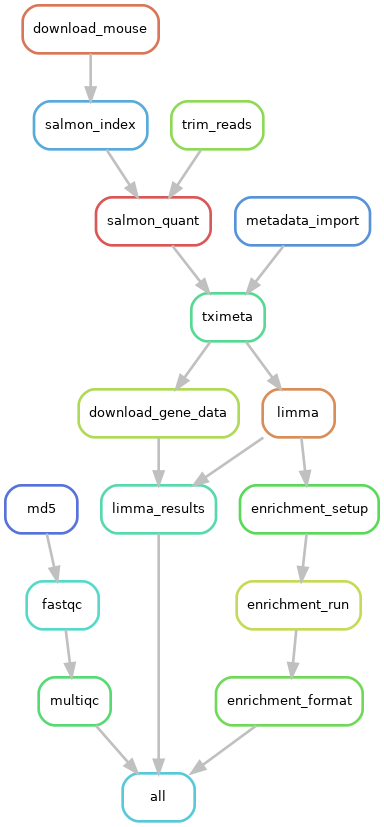 download_mouse
salmon_index
trim_reads
salmon_quant
metadata_import
tximeta
download_gene_data
limma
md5
limma_results
enrichment_setup
fastqc
enrichment_run
multiqc
enrichment_format
all